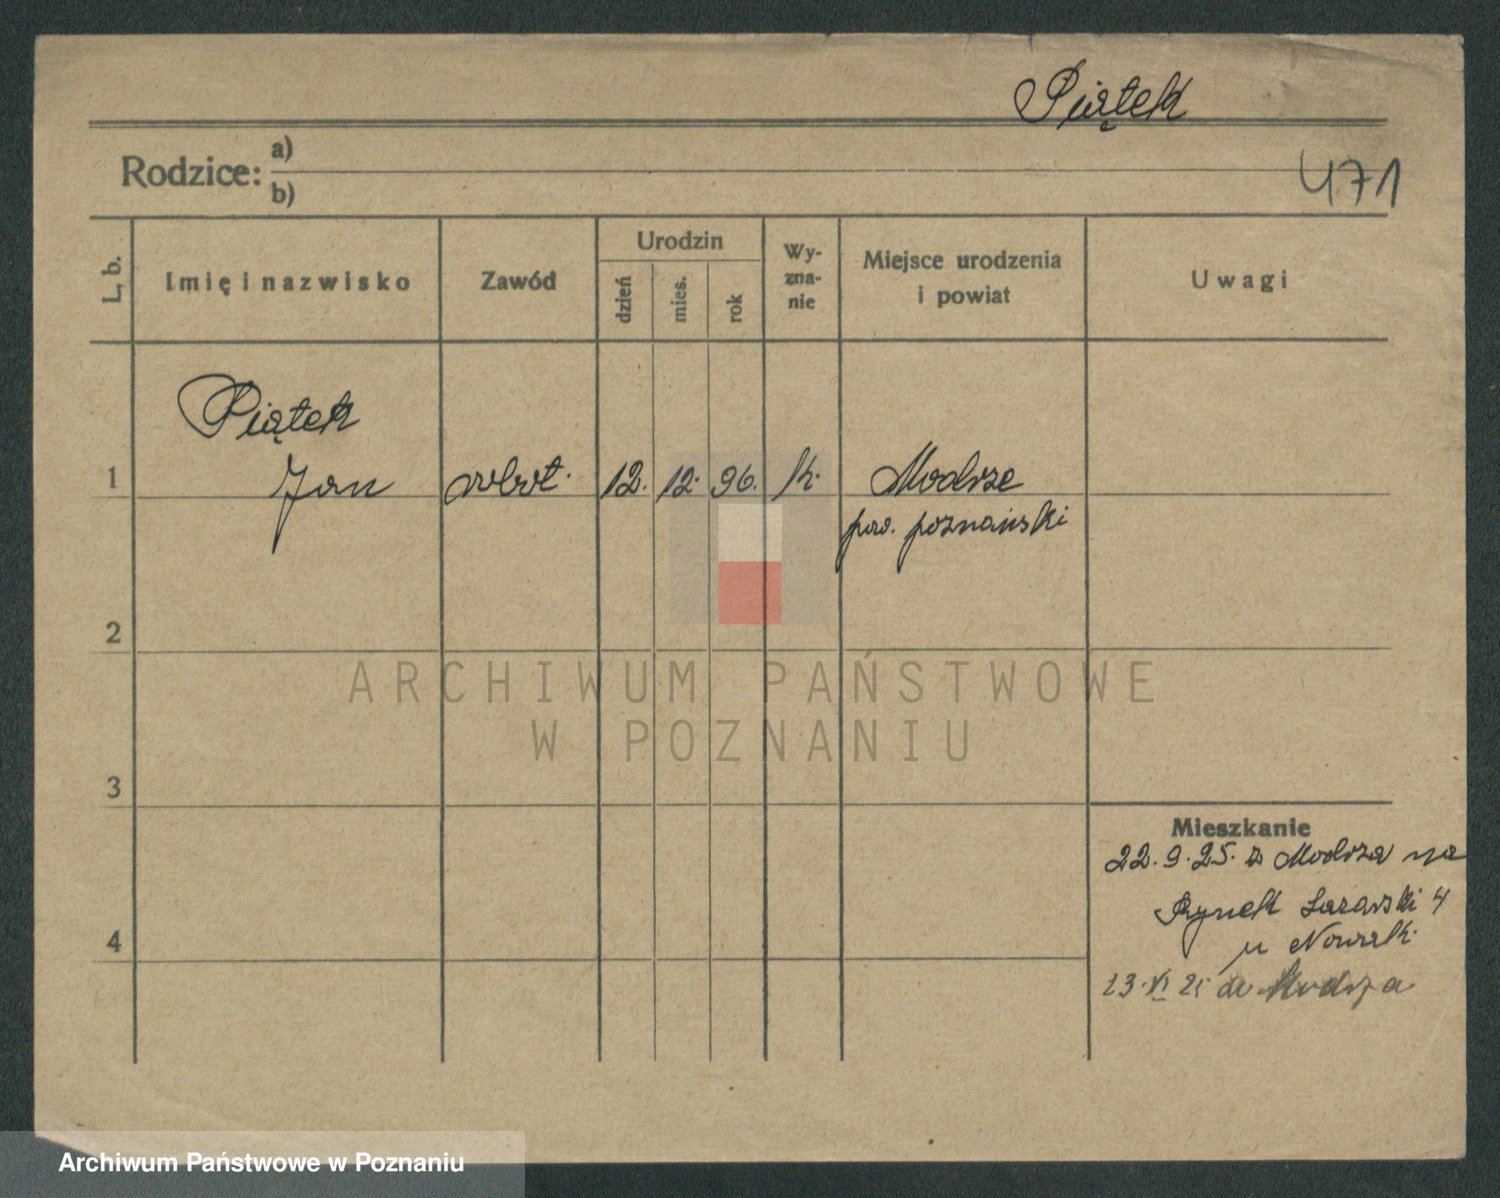 Piątek
Rodzice: a)
b)
471
L. b.
Imię i nazwisko
Zawód
Urodzin
dzień
mies.
rok
Wy-
zna-
nie
Miejsce urodzenia
i powiat
Uwagi
Piątek
1 Jan robot. 12. 12. 96. k. Modrze
pow. poznański
2
3
4
Mieszkanie
22.9.25. z Modrza na
Rynek Łazarski 4
u Nowak.
13. XI 25 do Modrza
ARCHIWUM PAŃSTWOWE
W POZNANIU
Archiwum Państwowe w Poznaniu